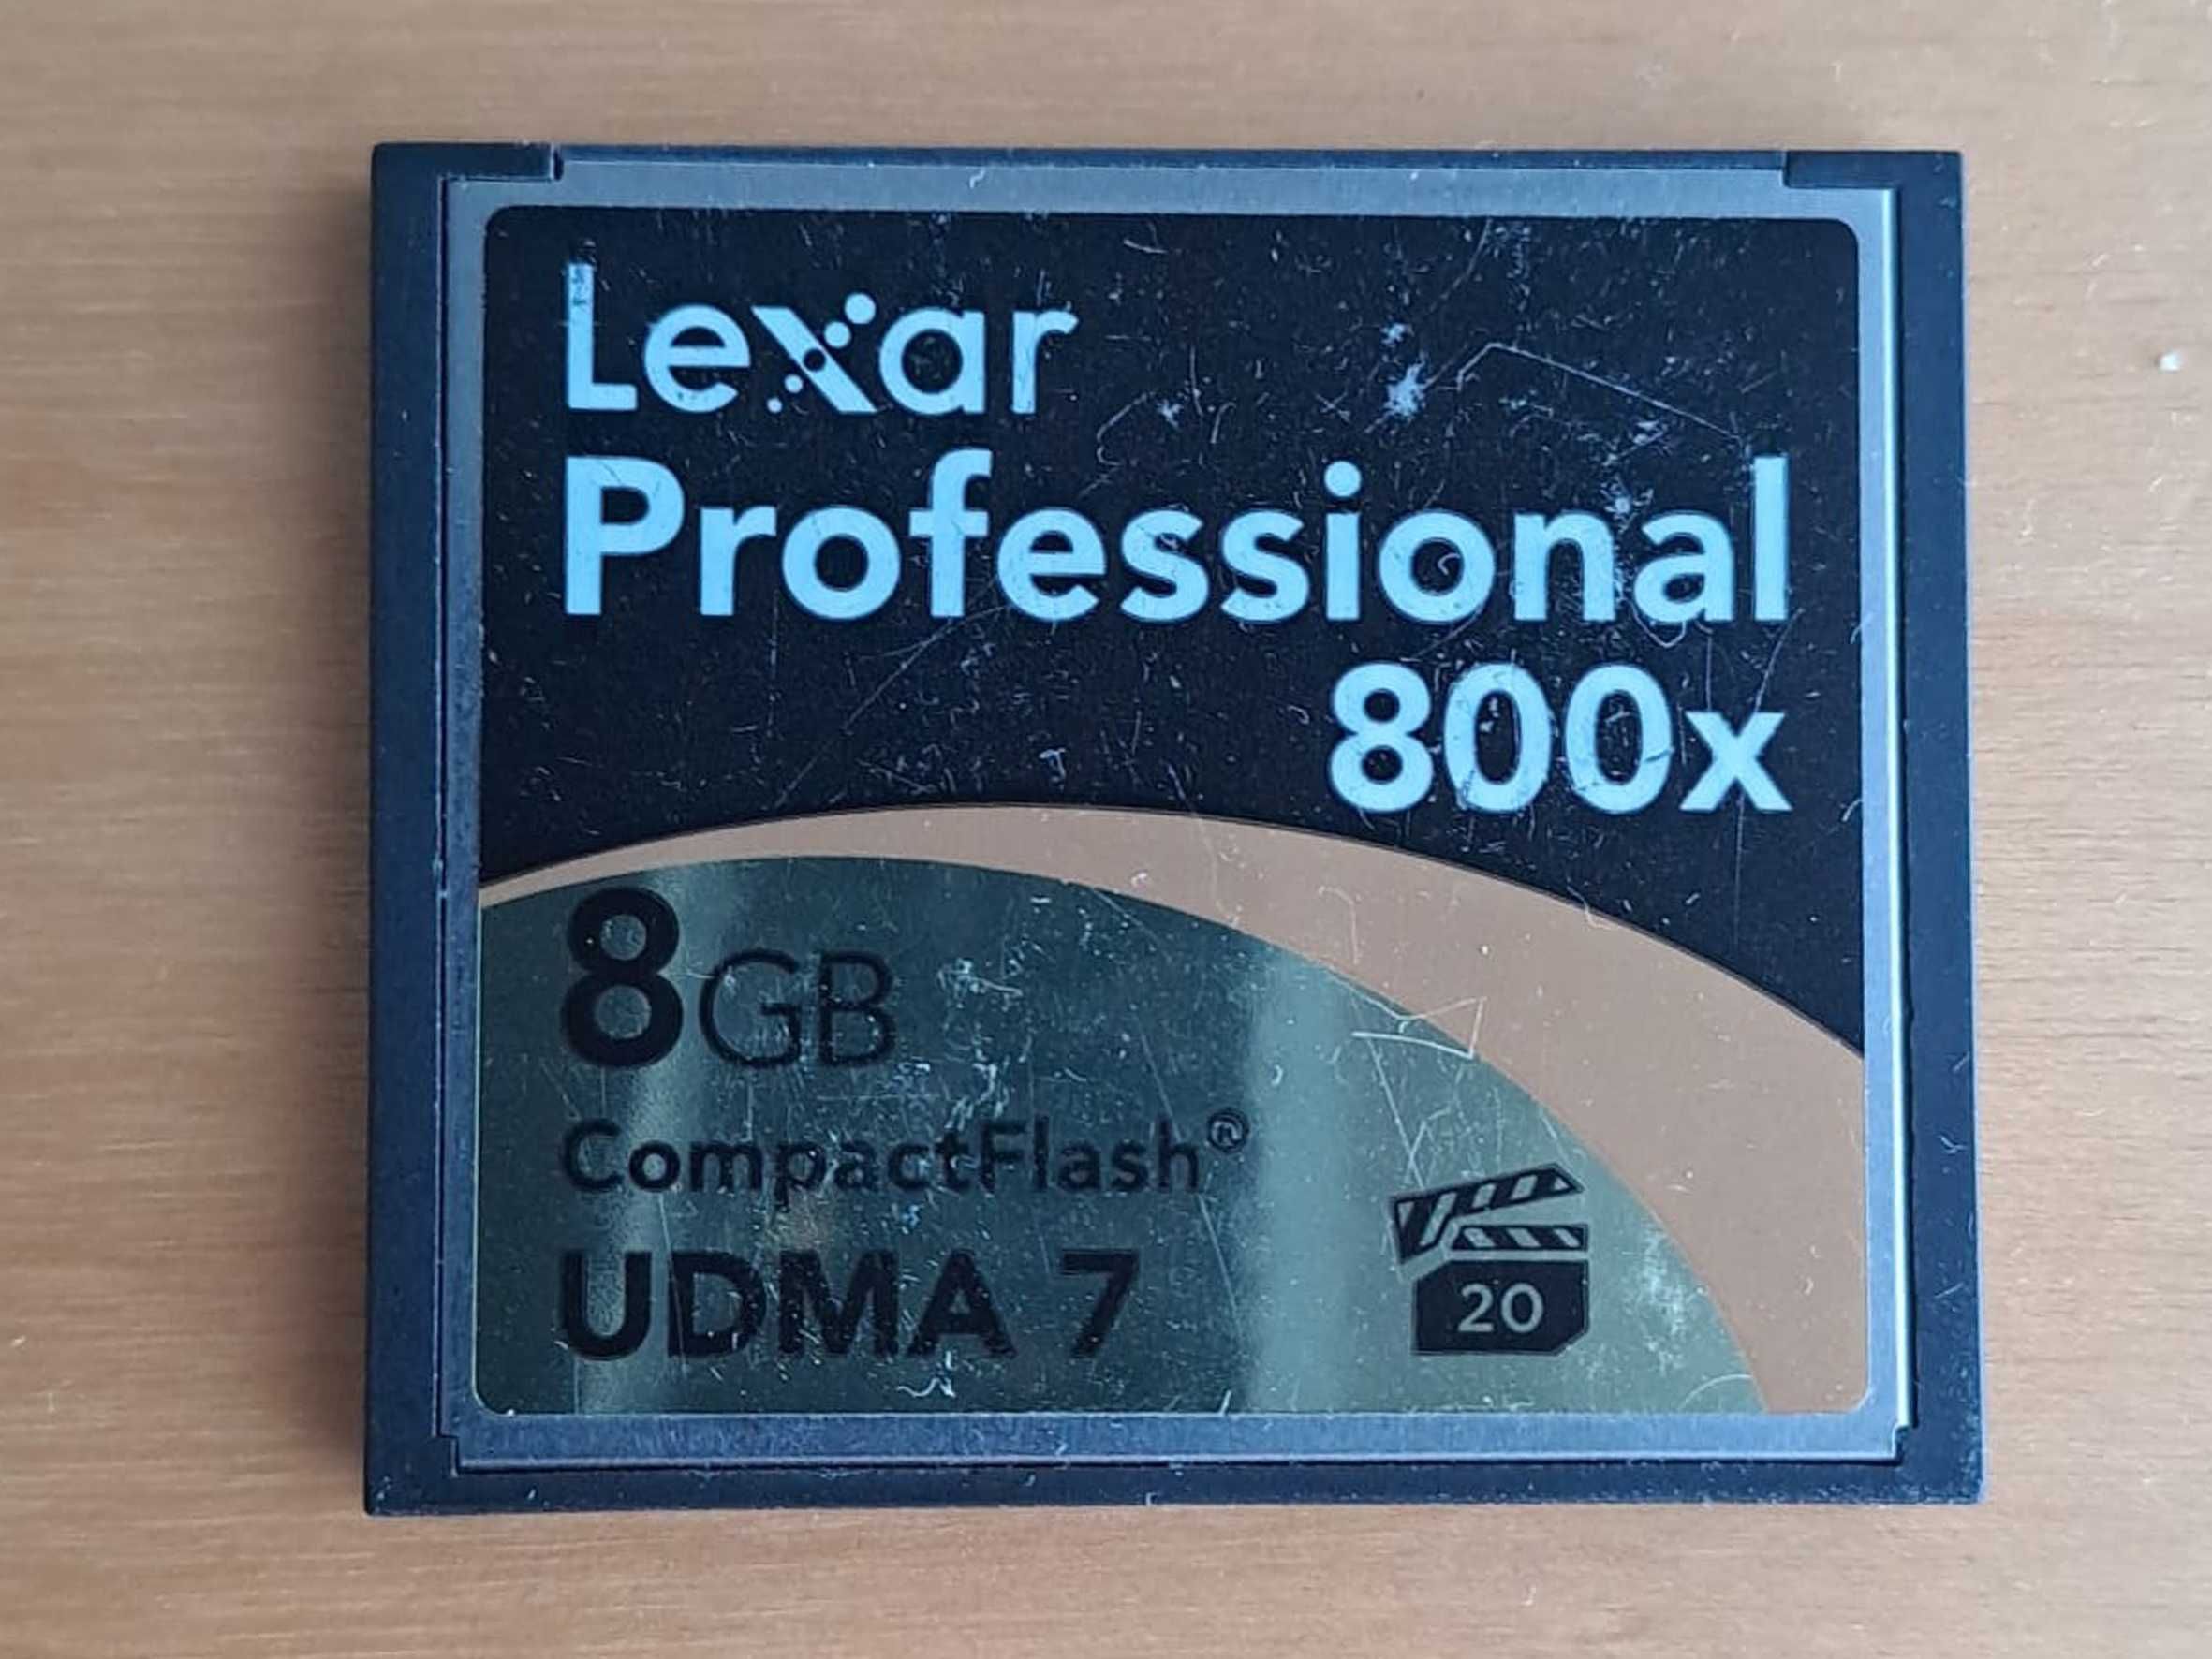 Lexar
Professional
800x
8GB
CompactFlash®
UDMA 7
20